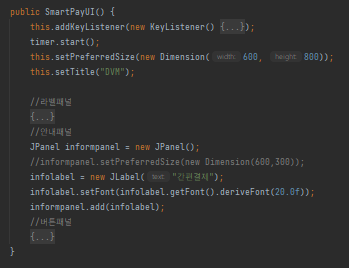 public SmartPayUI() {
this.addKeyListener(new KeyListener() {...});
timer.start();
this.setPreferredSize(new Dimension( width: 600, height: 800));
this.setTitle("DVM");
//라벨패널
{...}
//안내패널
JPanel informpanel = new JPanel();
//informpanel.setPreferredSize(new Dimension(600,300));
infolabel = new JLabel( text: "간편결제");
infolabel.setFont(infolabel.getFont().deriveFont(20.0f));
informpanel.add(infolabel);
//버튼패널
{...}
}